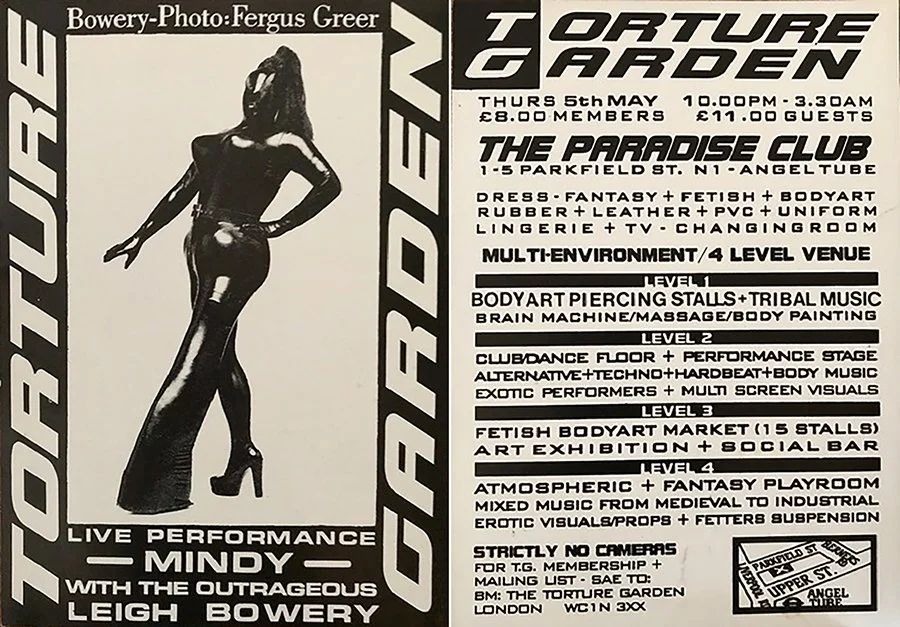 Bowery-Photo:Fergus Greer
TORTURE
GARDEN
LIVE PERFORMANCE
— MINDY —
WITH THE OUTRAGEOUS
LEIGH BOWERY
TG
TORTURE
GARDEN
THURS 5th MAY 10.00PM - 3.30AM
£8.00 MEMBERS £11.00 GUESTS
THE PARADISE CLUB
1-5 PARKFIELD ST. N1 - ANGEL TUBE
DRESS - FANTASY + FETISH + BODYART
RUBBER + LEATHER + PVC + UNIFORM
LINGERIE + TV - CHANGINGROOM
MULTI-ENVIRONMENT/4 LEVEL VENUE
LEVEL 1
BODYART PIERCING STALLS + TRIBAL MUSIC
BRAIN MACHINE/MASSAGE/BODY PAINTING
LEVEL 2
CLUB/DANCE FLOOR + PERFORMANCE STAGE
ALTERNATIVE+TECHNO+HARDBEAT+BODY MUSIC
EXOTIC PERFORMERS + MULTI SCREEN VISUALS
LEVEL 3
FETISH BODYART MARKET (15 STALLS)
ART EXHIBITION + SOCIAL BAR
LEVEL 4
ATMOSPHERIC + FANTASY PLAYROOM
MIXED MUSIC FROM MEDIEVAL TO INDUSTRIAL
EROTIC VISUALS/PROPS + FETTERS SUSPENSION
STRICTLY NO CAMERAS
FOR T.G. MEMBERSHIP +
MAILING LIST - SAE TO:
BM: THE TORTURE GARDEN
LONDON WC1N 3XX
PARKFIELD ST
UPPER ST.
ANGEL
TUBE